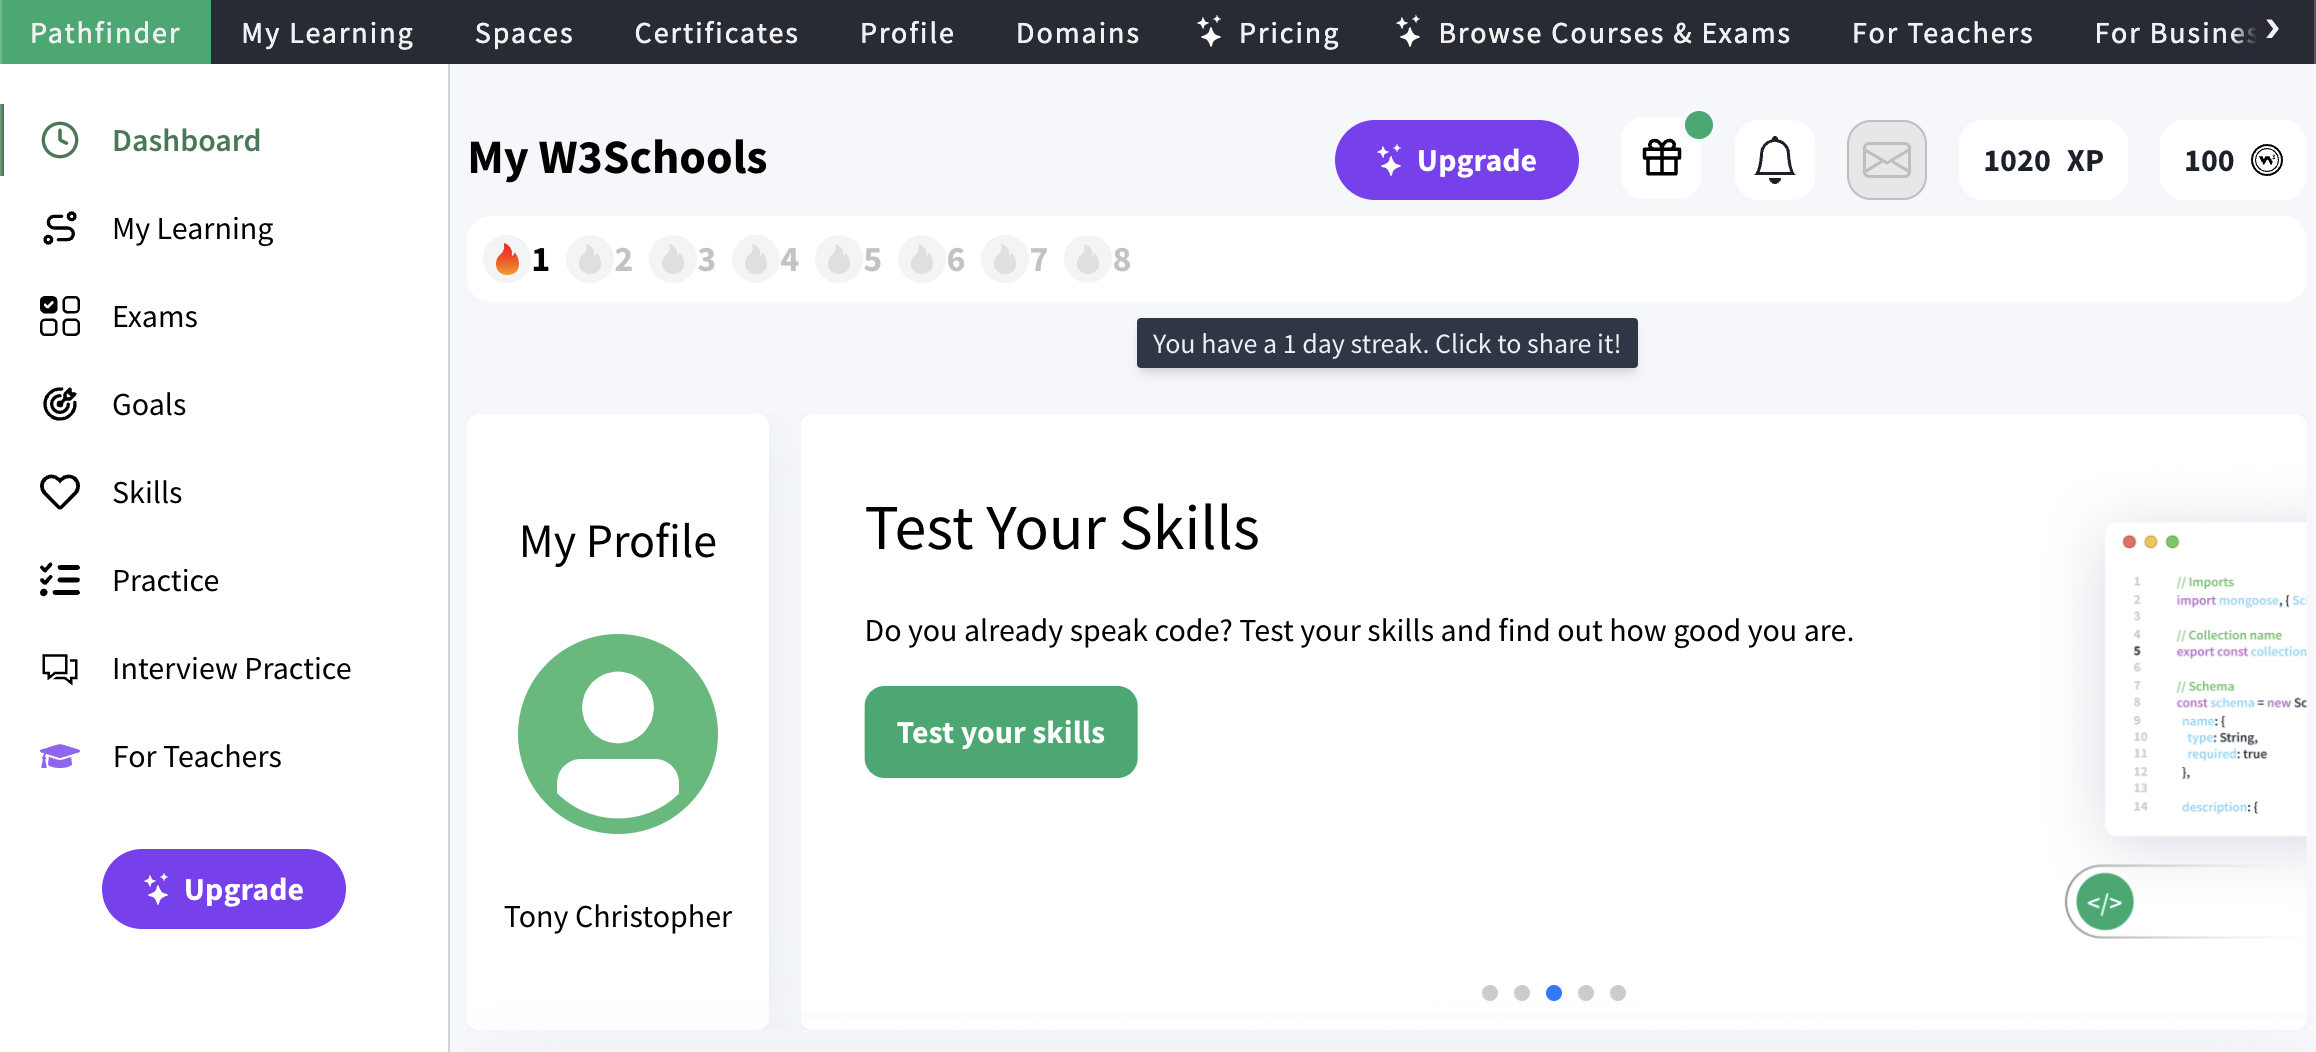 Pathfinder My Learning Spaces Certificates Profile Domains Pricing Browse Courses & Exams For Teachers For Busines
Dashboard
My Learning
Exams
Goals
Skills
Practice
Interview Practice
For Teachers
Upgrade
My W3Schools
Upgrade
1020 XP
100
1 2 3 4 5 6 7 8
You have a 1 day streak. Click to share it!
My Profile
Tony Christopher
Test Your Skills
Do you already speak code? Test your skills and find out how good you are.
Test your skills
1 // Imports
2 import mongoose, { Sc
3
4 // Collection name
5 export const collection
6
7 // Schema
8 const schema = new Sc
9 name: {
10 type: String,
11 required: true
12 },
13
14 description: {
</>